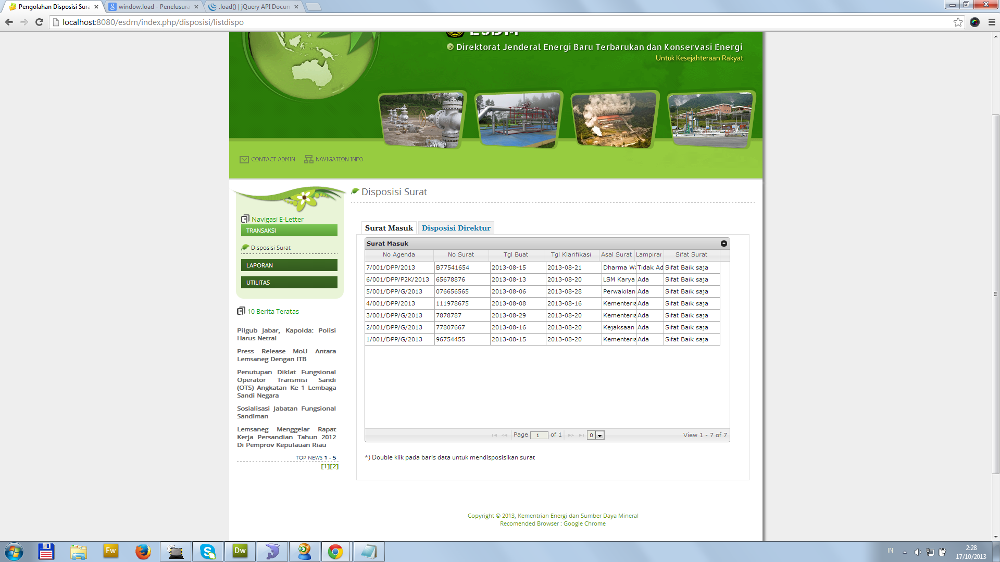 Pengolahan Disposisi Sura
window.load - Penelusura
.load() | jQuery API Docum
localhost:8080/esdm/index.php/disposisi/listdispo
ESDM
Direktorat Jenderal Energi Baru Terbarukan dan Konservasi Energi
Untuk Kesejahteraan Rakyat
CONTACT ADMIN
NAVIGATION INFO
Navigasi E-Letter
TRANSAKSI
Disposisi Surat
LAPORAN
UTILITAS
10 Berita Teratas
Pilgub Jabar, Kapolda: Polisi
Harus Netral
Press Release MoU Antara
Lemsaneg Dengan ITB
Penutupan Diklat Fungsional
Operator Transmisi Sandi
(OTS) Angkatan Ke 1 Lembaga
Sandi Negara
Sosialisasi Jabatan Fungsional
Sandiman
Lemsaneg Menggelar Rapat
Kerja Persandian Tahun 2012
Di Pemprov Kepulauan Riau
TOP NEWS 1 - 5
[1][2]
Disposisi Surat
Surat Masuk Disposisi Direktur
Surat Masuk
No Agenda No Surat Tgl Buat Tgl Klarifikasi Asal Surat Lampiran Sifat Surat
7/001/DPP/2013 B77541654 2013-08-15 2013-08-21 Dharma Wa Tidak Ad Sifat Baik saja
6/001/DPP/P2K/2013 65678876 2013-08-13 2013-08-20 LSM Karya Ada Sifat Baik saja
5/001/DPP/G/2013 076656565 2013-08-06 2013-08-28 Perwakilan Ada Sifat Baik saja
4/001/DPP/2013 111978675 2013-08-08 2013-08-16 Kementeria Ada Sifat Baik saja
3/001/DPP/G/2013 7878787 2013-08-29 2013-08-20 Kementeria Ada Sifat Baik saja
2/001/DPP/G/2013 77807667 2013-08-16 2013-08-20 Kejaksaan Ada Sifat Baik saja
1/001/DPP/G/2013 96754455 2013-08-15 2013-08-20 Kementeria Ada Sifat Baik saja
Page 1 of 1 0 View 1 - 7 of 7
*) Double klik pada baris data untuk mendisposisikan surat
Copyright © 2013, Kementrian Energi dan Sumber Daya Mineral
Recomended Browser : Google Chrome
Fw
Dw
IN
2:28
17/10/2013